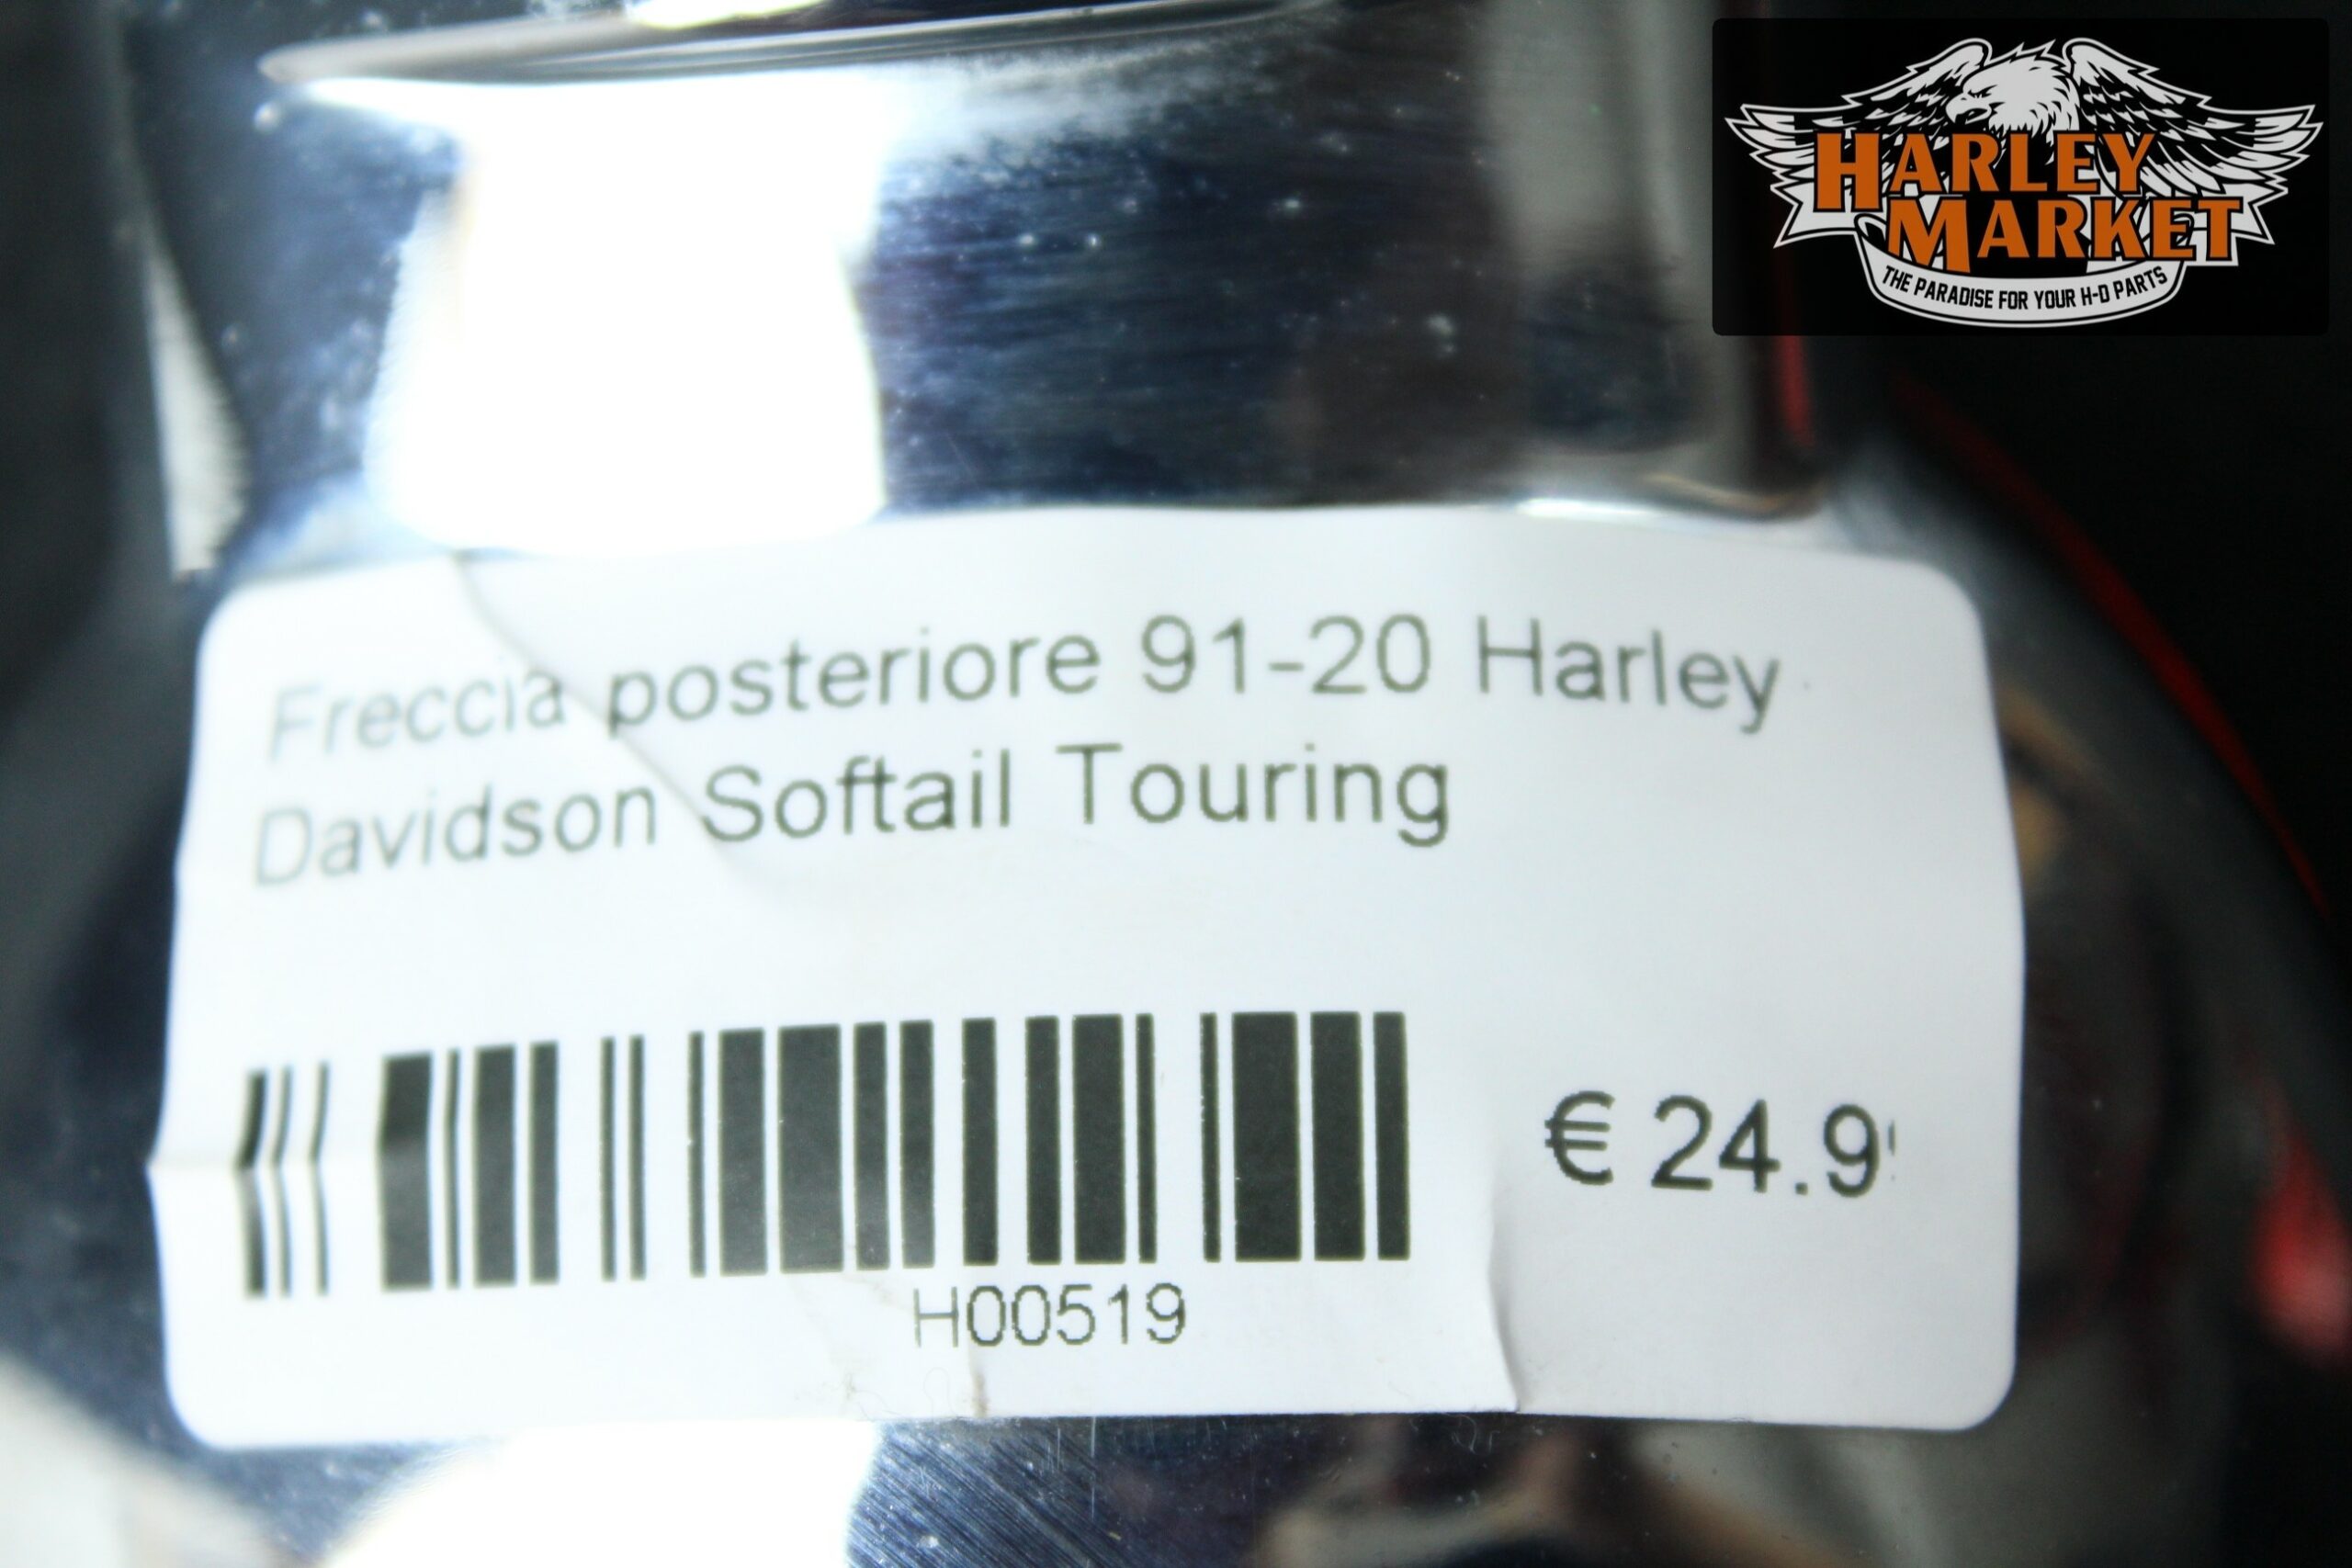 HARLEY
MARKET
THE PARADISE FOR YOUR H-D PARTS
Freccia posteriore 91-20 Harley
Davidson Softail Touring
€ 24.9
H00519